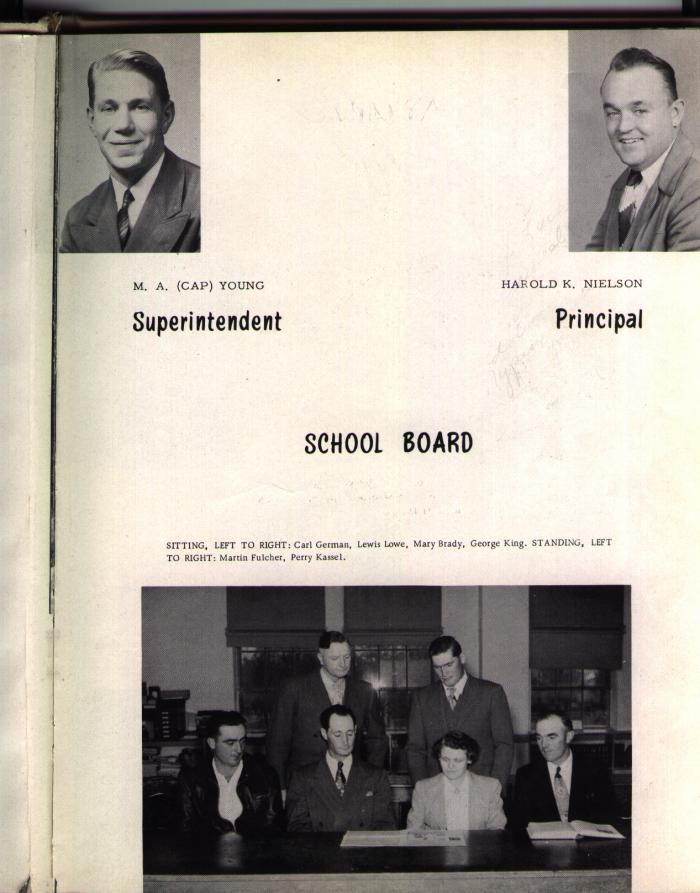 M. A. (CAP) YOUNG
Superintendent
HAROLD K. NIELSON
Principal
SCHOOL BOARD
SITTING, LEFT TO RIGHT: Carl German, Lewis Lowe, Mary Brady, George King. STANDING, LEFT
TO RIGHT: Martin Fulcher, Perry Kassel.